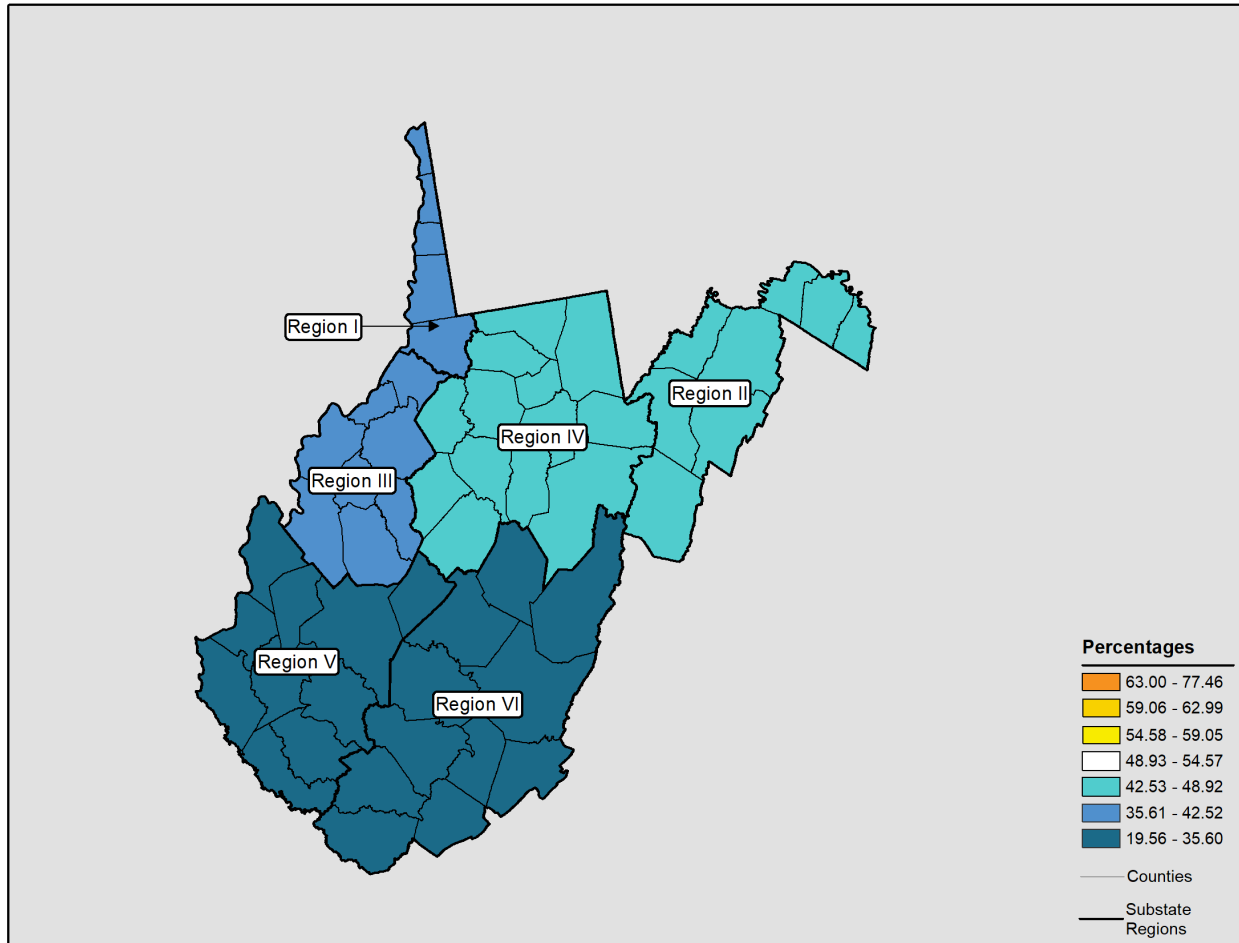 Region I
Region II
Region IV
Region III
Region V
Region VI
Percentages
63.00 - 77.46
59.06 - 62.99
54.58 - 59.05
48.93 - 54.57
42.53 - 48.92
35.61 - 42.52
19.56 - 35.60
Counties
Substate
Regions